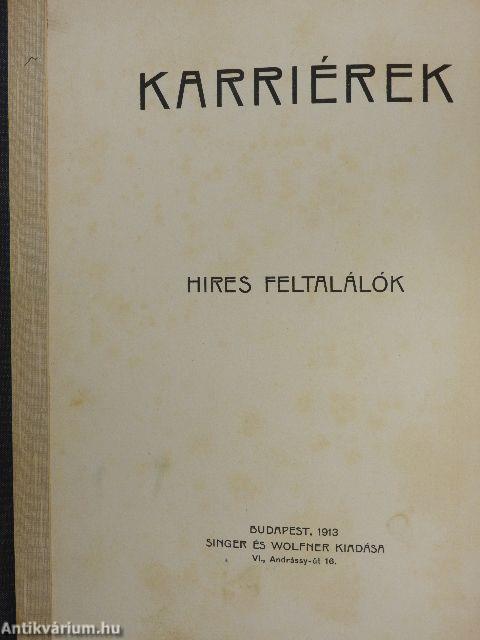 KARRIÉREK
HIRES FELTALÁLÓK
BUDAPEST, 1913
SINGER ÉS WOLFNER KIADÁSA
VI., Andrássy-út 16.
Antikvárium.hu